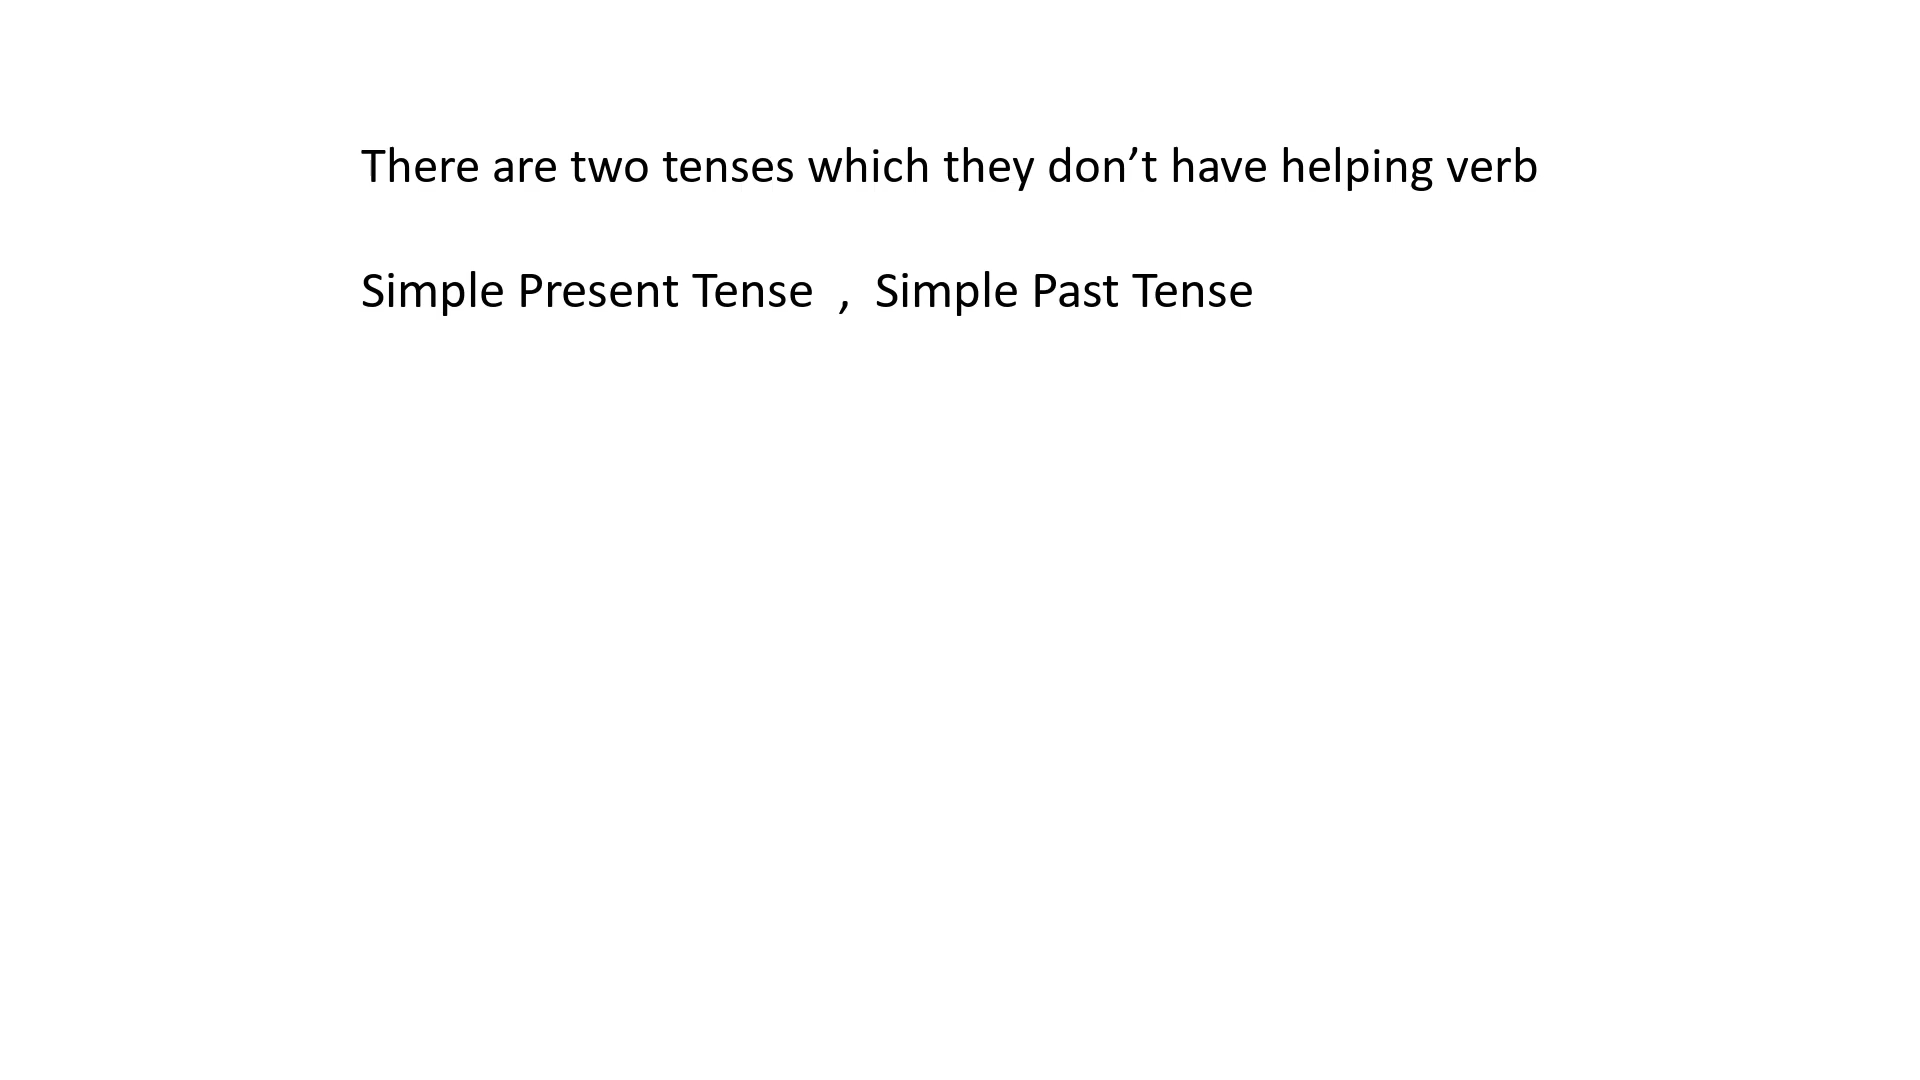 There are two tenses which they don’t have helping verb
Simple Present Tense , Simple Past Tense